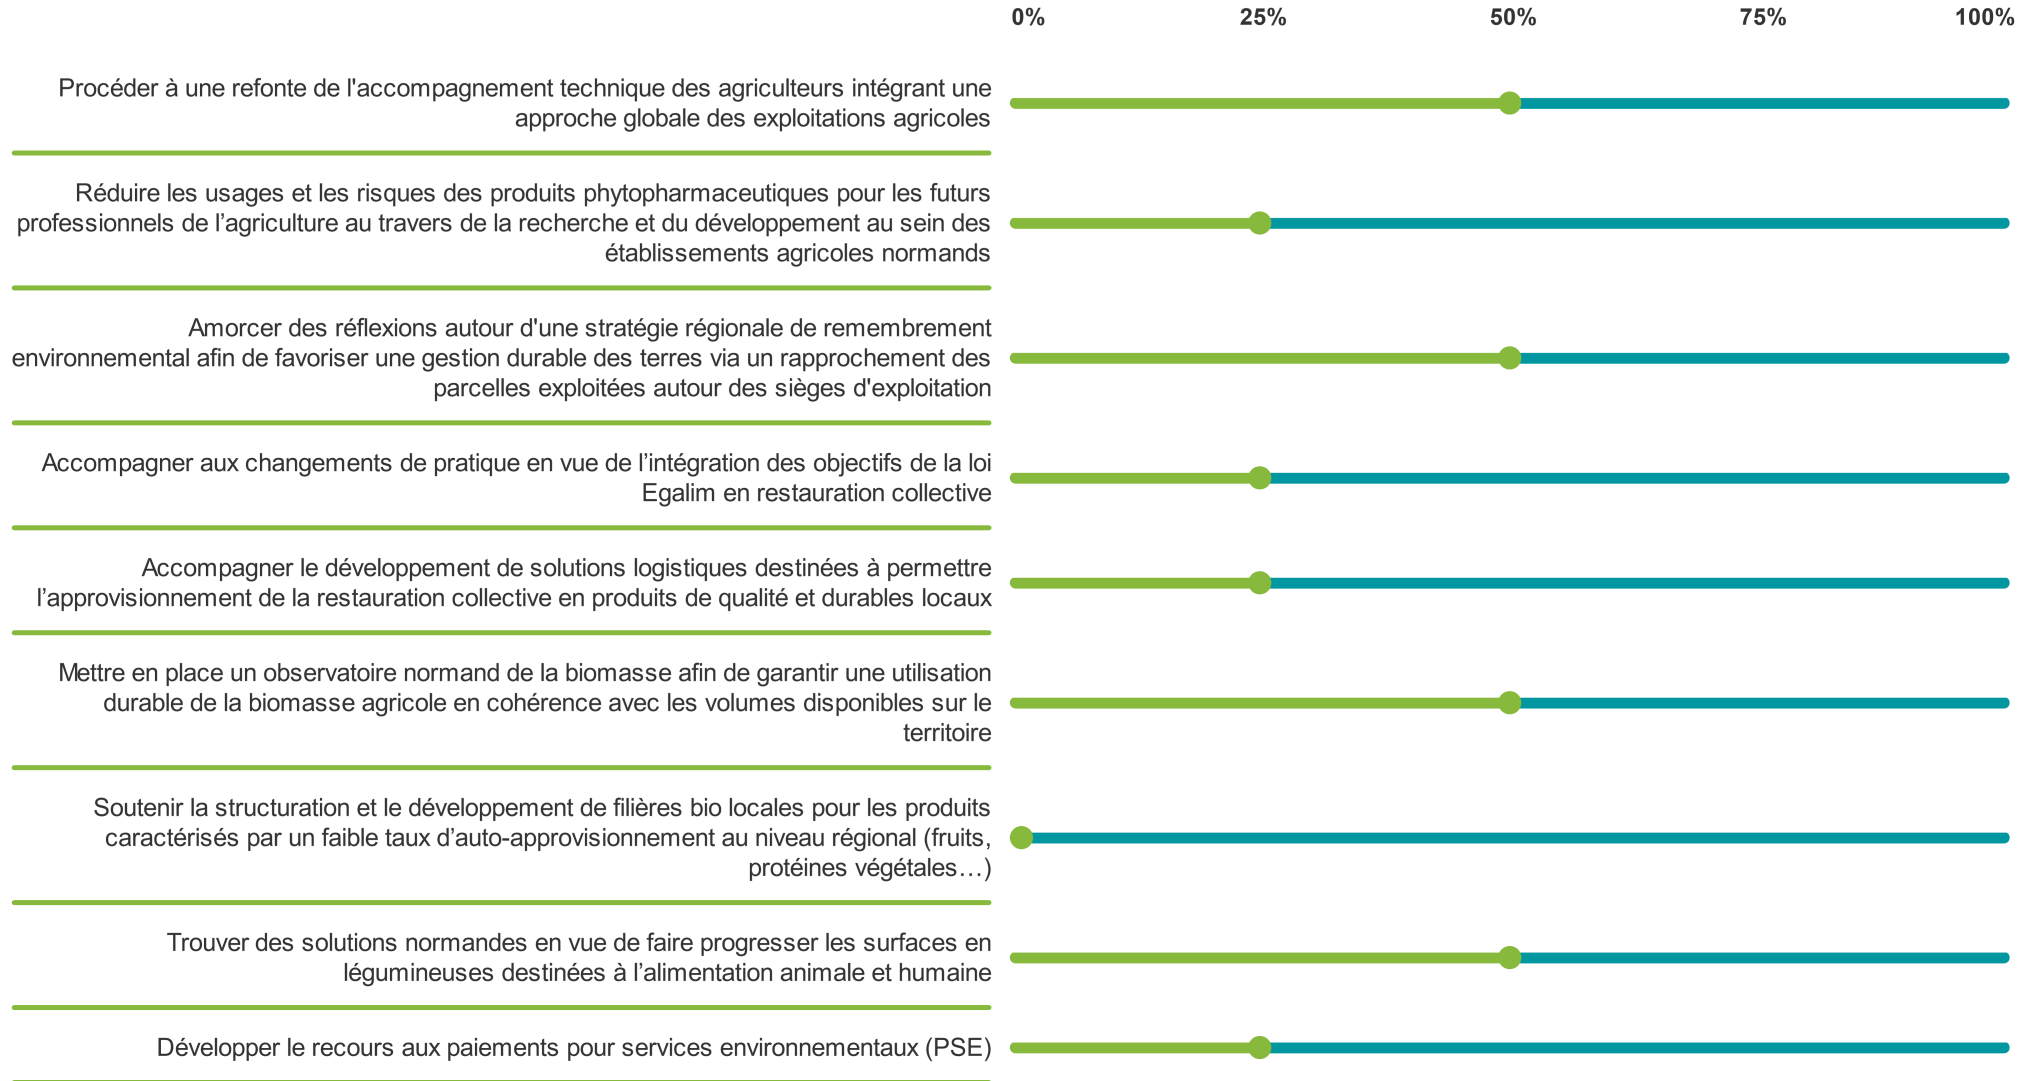 0% 25% 50% 75% 100%
Procéder à une refonte de l'accompagnement technique des agriculteurs intégrant une
approche globale des exploitations agricoles
Réduire les usages et les risques des produits phytopharmaceutiques pour les futurs
professionnels de l’agriculture au travers de la recherche et du développement au sein des
établissements agricoles normands
Amorcer des réflexions autour d'une stratégie régionale de remembrement
environnemental afin de favoriser une gestion durable des terres via un rapprochement des
parcelles exploitées autour des sièges d'exploitation
Accompagner aux changements de pratique en vue de l’intégration des objectifs de la loi
Egalim en restauration collective
Accompagner le développement de solutions logistiques destinées à permettre
l’approvisionnement de la restauration collective en produits de qualité et durables locaux
Mettre en place un observatoire normand de la biomasse afin de garantir une utilisation
durable de la biomasse agricole en cohérence avec les volumes disponibles sur le
territoire
Soutenir la structuration et le développement de filières bio locales pour les produits
caractérisés par un faible taux d’auto-approvisionnement au niveau régional (fruits,
protéines végétales…)
Trouver des solutions normandes en vue de faire progresser les surfaces en
légumineuses destinées à l’alimentation animale et humaine
Développer le recours aux paiements pour services environnementaux (PSE)